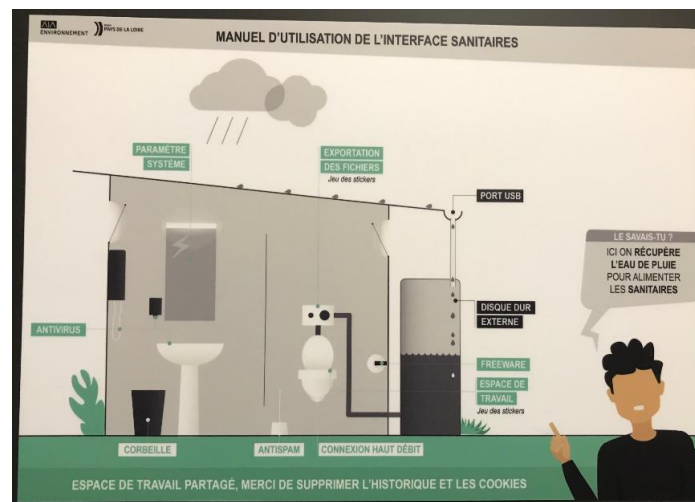 AIA
ENVIRONNEMENT
PAYS DE LA LOIRE
MANUEL D'UTILISATION DE L'INTERFACE SANITAIRES
PARAMÈTRE
SYSTÈME
EXPORTATION
DES FICHIERS
Jeu des stickers
PORT USB
LE SAVAIS-TU ?
ICI ON RÉCUPÈRE
L'EAU DE PLUIE
POUR ALIMENTER
LES SANITAIRES
DISQUE DUR
EXTERNE
ANTIVIRUS
FREEWARE
ESPACE DE
TRAVAIL
Jeu des stickers
CORBEILLE
ANTISPAM
CONNEXION HAUT DÉBIT
ESPACE DE TRAVAIL PARTAGÉ, MERCI DE SUPPRIMER L'HISTORIQUE ET LES COOKIES